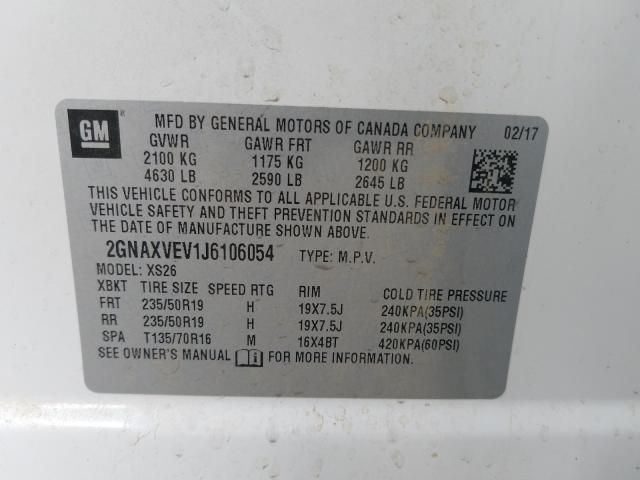 GM
MFD BY GENERAL MOTORS OF CANADA COMPANY 02/17
GVWR GAWR FRT GAWR RR
2100 KG 1175 KG 1200 KG
4630 LB 2590 LB 2645 LB
THIS VEHICLE CONFORMS TO ALL APPLICABLE U.S. FEDERAL MOTOR
VEHICLE SAFETY AND THEFT PREVENTION STANDARDS IN EFFECT ON
THE DATE OF MANUFACTURE SHOWN ABOVE.
2GNAXVEV1J6106054 TYPE: M.P.V.
MODEL: XS26
XBKT TIRE SIZE SPEED RTG RIM COLD TIRE PRESSURE
FRT 235/50R19 H 19X7.5J 240KPA(35PSI)
RR 235/50R19 H 19X7.5J 240KPA(35PSI)
SPA T135/70R16 M 16X4BT 420KPA(60PSI)
SEE OWNER'S MANUAL FOR MORE INFORMATION